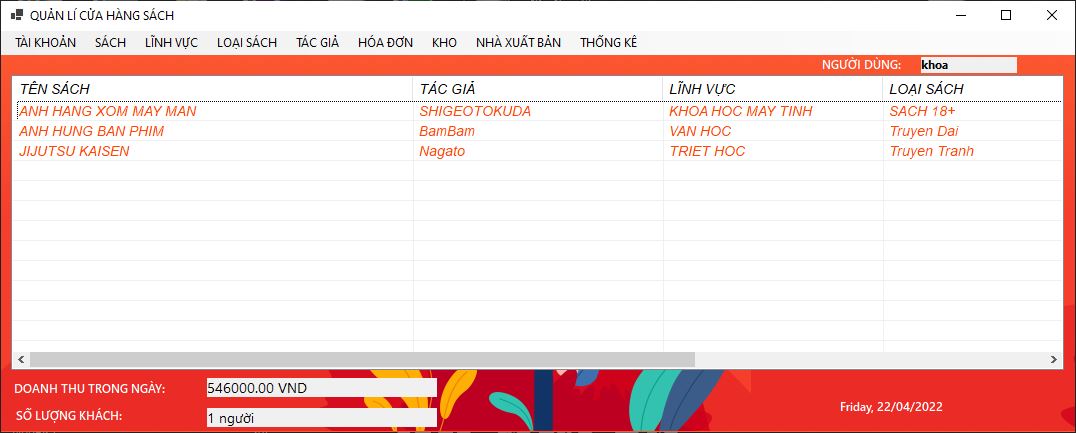 QUẢN LÍ CỬA HÀNG SÁCH
TÀI KHOẢN SÁCH LĨNH VỰC LOẠI SÁCH TÁC GIẢ HÓA ĐƠN KHO NHÀ XUẤT BẢN THỐNG KÊ
NGƯỜI DÙNG: khoa
TÊN SÁCH TÁC GIẢ LĨNH VỰC LOẠI SÁCH
ANH HANG XOM MAY MAN SHIGEOTOKUDA KHOA HOC MAY TINH SACH 18+
ANH HUNG BAN PHIM BamBam VAN HOC Truyen Dai
JIJUTSU KAISEN Nagato TRIET HOC Truyen Tranh
DOANH THU TRONG NGÀY: 546000.00 VND
SỐ LƯỢNG KHÁCH: 1 người
Friday, 22/04/2022